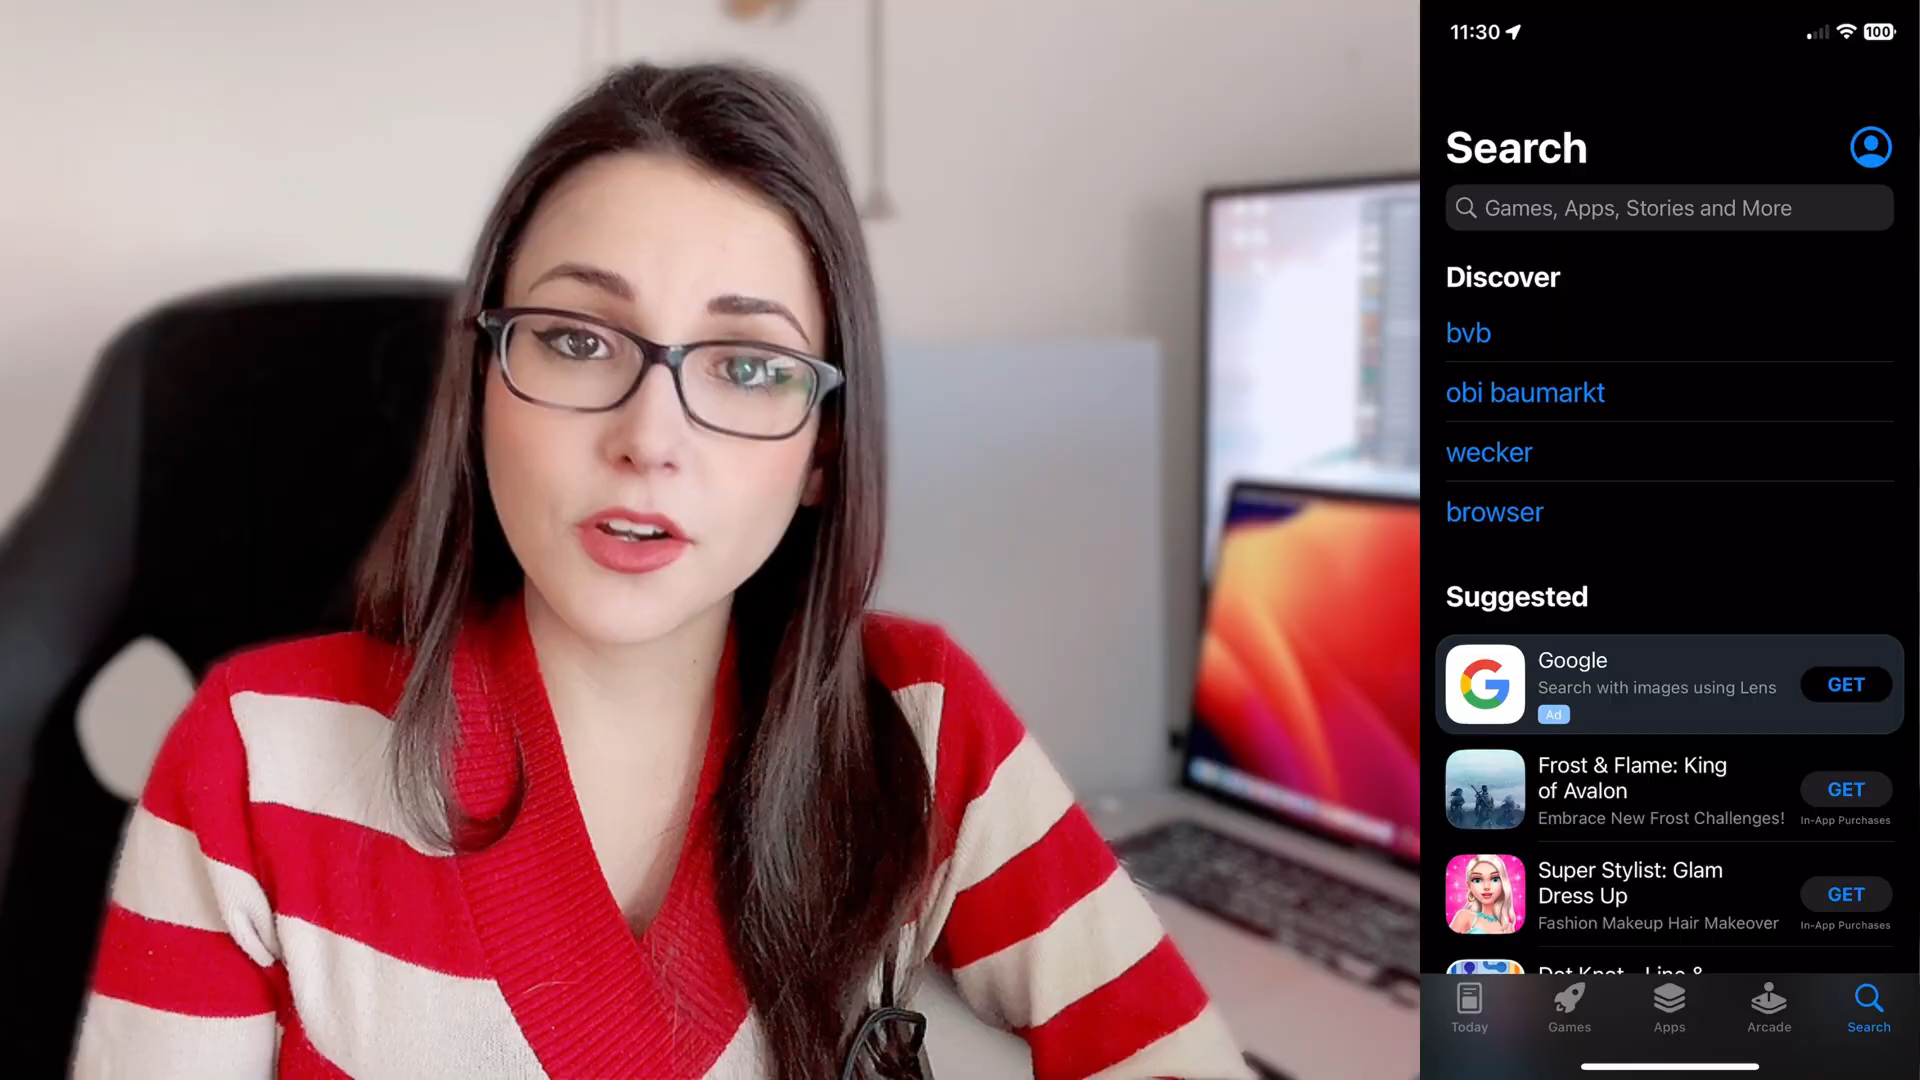 11:30
100
Search
Games, Apps, Stories and More
Discover
bvb
obi baumarkt
wecker
browser
Suggested
Google
Search with images using Lens
Ad
GET
Frost & Flame: King
of Avalon
Embrace New Frost Challenges!
GET
In-App Purchases
Super Stylist: Glam
Dress Up
Fashion Makeup Hair Makeover
GET
In-App Purchases
Today
Games
Apps
Arcade
Search